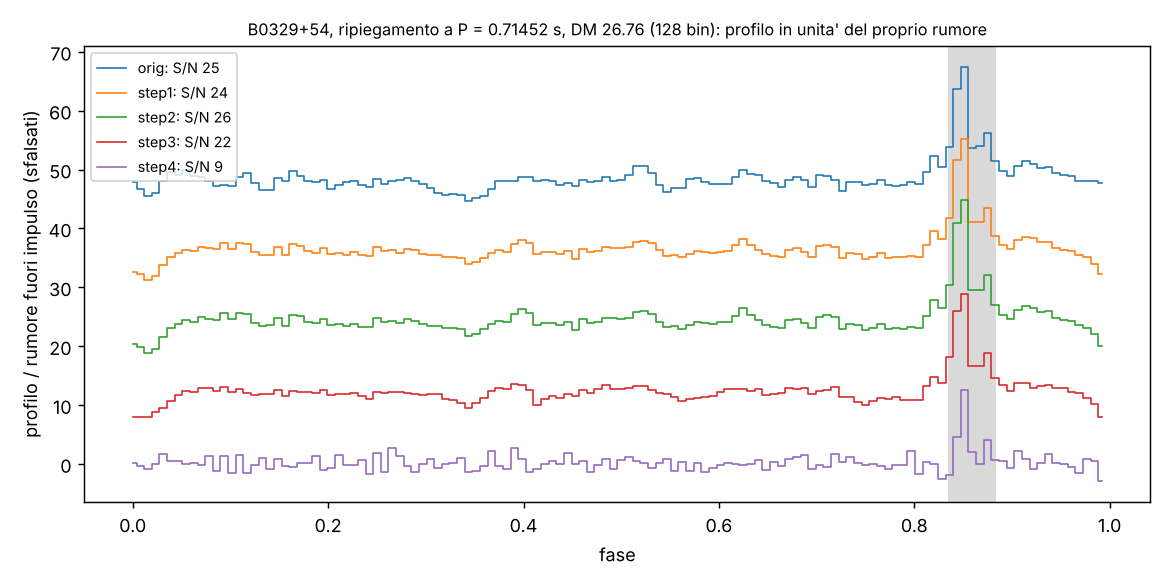 B0329+54, ripiegamento a P = 0.71452 s, DM 26.76 (128 bin): profilo in unita' del proprio rumore
profilo / rumore fuori impulso (sfalsati)
70
60
50
40
30
20
10
0
orig: S/N 25
step1: S/N 24
step2: S/N 26
step3: S/N 22
step4: S/N 9
0.0 0.2 0.4 0.6 0.8 1.0
fase